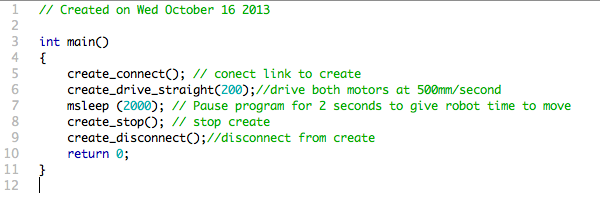 1 // Created on Wed October 16 2013
2
3 int main()
4 {
5 create_connect(); // conect link to create
6 create_drive_straight(200);//drive both motors at 500mm/second
7 msleep (2000); // Pause program for 2 seconds to give robot time to move
8 create_stop(); // stop create
9 create_disconnect();//disconnect from create
10 return 0;
11 }
12